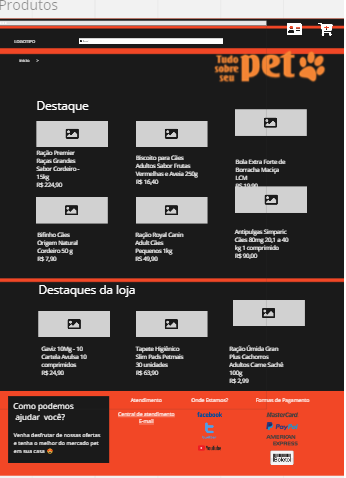 Produtos
LOGOTIPO
Início >
Tudo
sobre
seu
pet
Destaque
Ração Premier
Raças Grandes
Sabor Cordeiro -
15kg
R$ 224,90
Biscoito para Cães
Adultos Sabor Frutas
Vermelhas e Aveia 250g
R$ 16,40
Bola Extra Forte de
Borracha Maciça
LCM
R$ 19,90
Bifinho Cães
Origem Natural
Cordeiro 50 g
R$ 7,90
Ração Royal Canin
Adult Cães
Pequenos 1kg
R$ 49,90
Antipulgas Simparic
Cães 80mg 20,1 a 40
kg 1 comprimido
R$ 90,00
Destaques da loja
Gaviz 10Mg - 10
Cartela Avulsa 10
comprimidos
R$ 24,90
Tapete Higiênico
Slim Pads Petmais
30 unidades
R$ 63,90
Ração Úmida Gran
Plus Cachorros
Adultos Carne Sachê
100g
R$ 2,99
Como podemos
ajudar você?
Venha desfrutar de nossas ofertas
e tenha o melhor do mercado pet
em sua casa 😍
Atendimento
Central de atendimento
E-mail
Onde Estamos?
facebook
YouTube
Formas de Pagamento
MasterCard
PayPal
AMERICAN
EXPRESS
Boleto